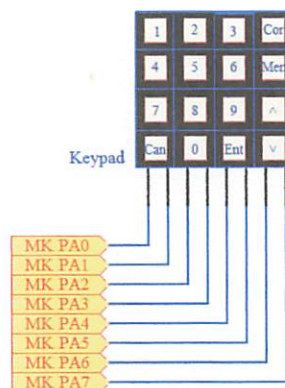 1 2 3 Cor
4 5 6 Men
7 8 9 ^
Can 0 Ent v
Keypad
MK PA0
MK PA1
MK PA2
MK PA3
MK PA4
MK PA5
MK PA6
MK PA7